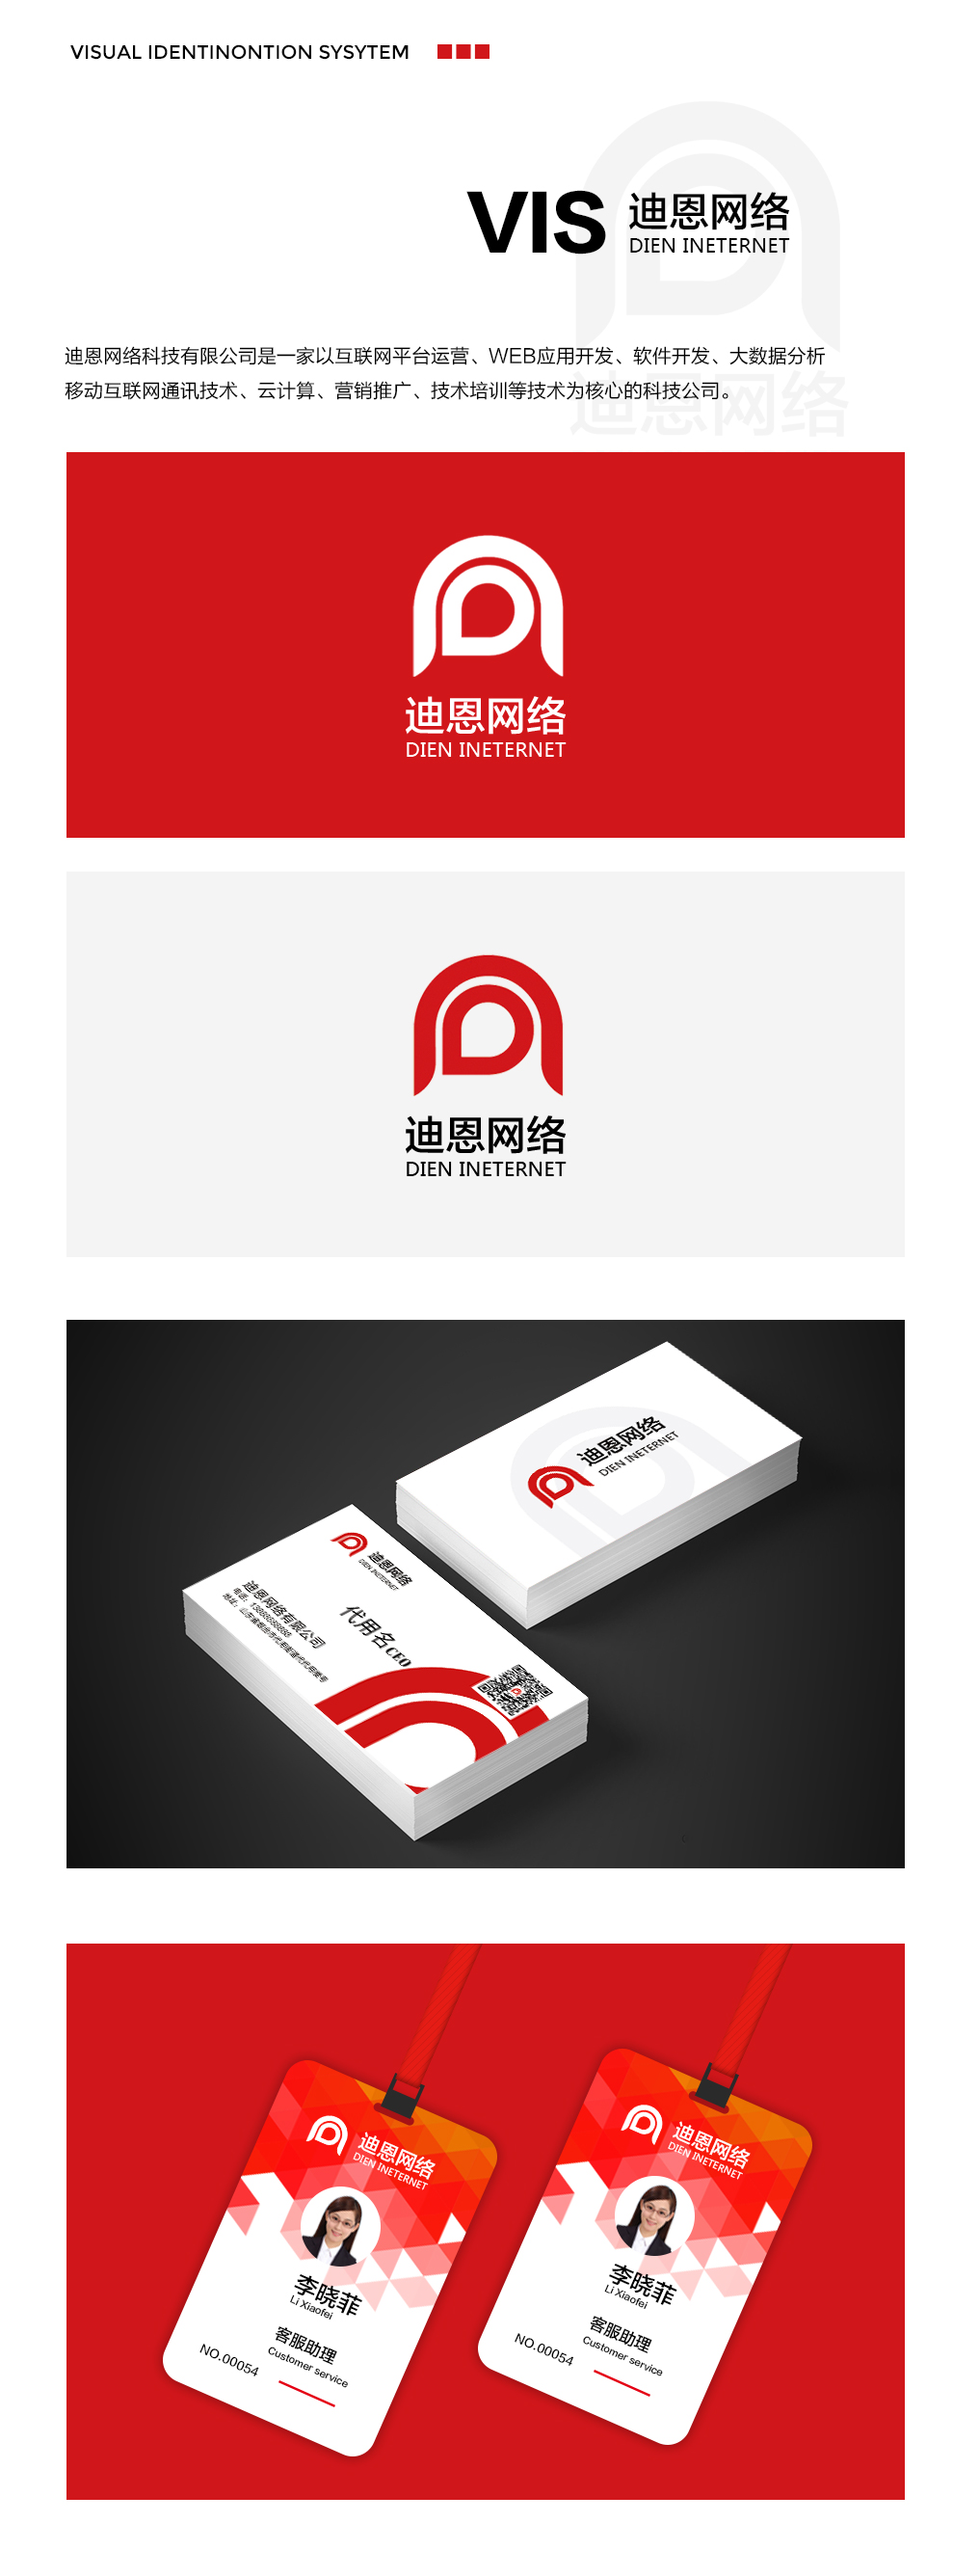 VISUAL IDENTINONTION SYSYTEM
VIS
迪恩网络
DIEN INETERNET
迪恩网络科技有限公司是一家以互联网平台运营、WEB应用开发、软件开发、大数据分析
移动互联网通讯技术、云计算、营销推广、技术培训等技术为核心的科技公司。
迪恩网络
迪恩网络
DIEN INETERNET
迪恩网络
DIEN INETERNET
迪恩网络
DIEN INETERNET
迪恩网络
DIEN INETERNET
代用名CEO
迪恩网络有限公司
迪恩网络
DIEN INETERNET
李晓菲
Li Xiaofei
客服助理
Customer service
NO.00054
迪恩网络
DIEN INETERNET
李晓菲
Li Xiaofei
客服助理
Customer service
NO.00054